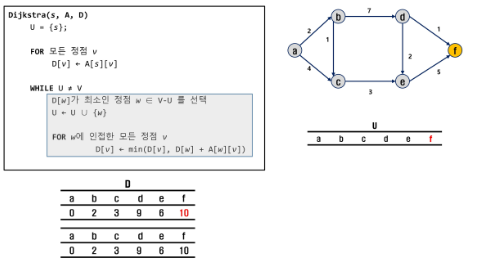 Dijkstra(s, A, D)
U = {s};
FOR 모든 정점 v
D[v] ← A[s][v]
WHILE U ≠ V
D[w]가 최소인 정점 w ∈ V-U 를 선택
U ← U ∪ {w}
FOR w에 인접한 모든 정점 v
D[v] ← min(D[v], D[w] + A[w][v])
a b c d e f
2 4 1 7 3 2 1 5
U
a b c d e f
D
a b c d e f
0 2 3 9 6 10
a b c d e f
0 2 3 9 6 10